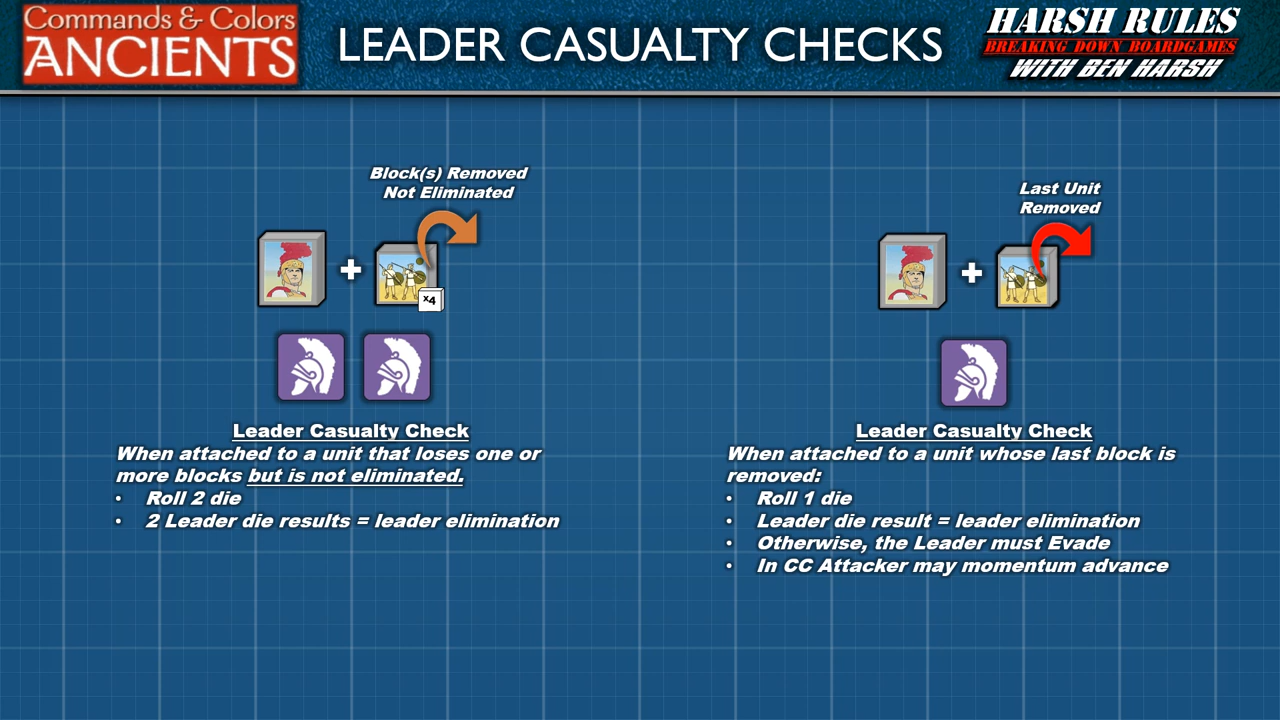 Commands & Colors
ANCIENTS
LEADER CASUALTY CHECKS
HARSH RULES
BREAKING DOWN BOARDGAMES
WITH BEN HARSH
Block(s) Removed
Not Eliminated
+
x4
Leader Casualty Check
When attached to a unit that loses one or
more blocks but is not eliminated.
• Roll 2 die
• 2 Leader die results = leader elimination
Last Unit
Removed
+
Leader Casualty Check
When attached to a unit whose last block is
removed:
• Roll 1 die
• Leader die result = leader elimination
• Otherwise, the Leader must Evade
• In CC Attacker may momentum advance